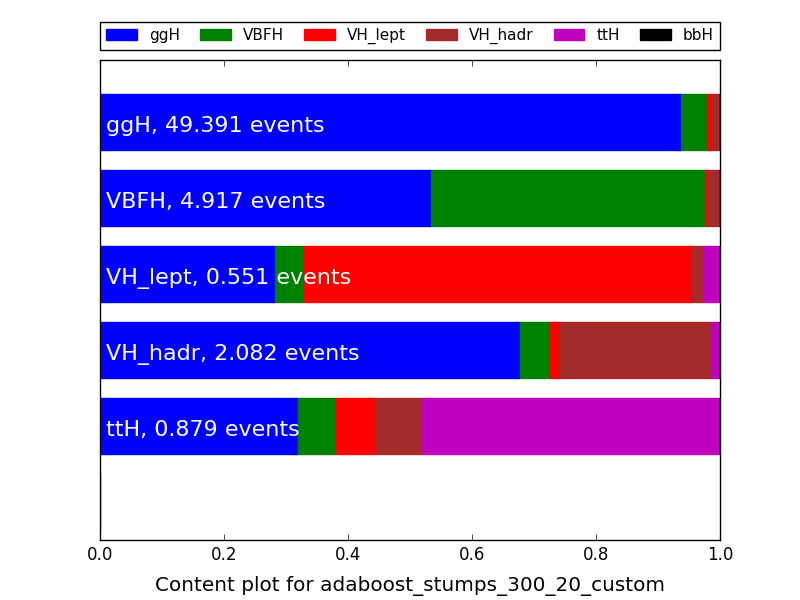 ggH VBFH VH_lept VH_hadr ttH bbH
ggH, 49.391 events
VBFH, 4.917 events
VH_lept, 0.551 events
VH_hadr, 2.082 events
ttH, 0.879 events
0.0 0.2 0.4 0.6 0.8 1.0
Content plot for adaboost_stumps_300_20_custom